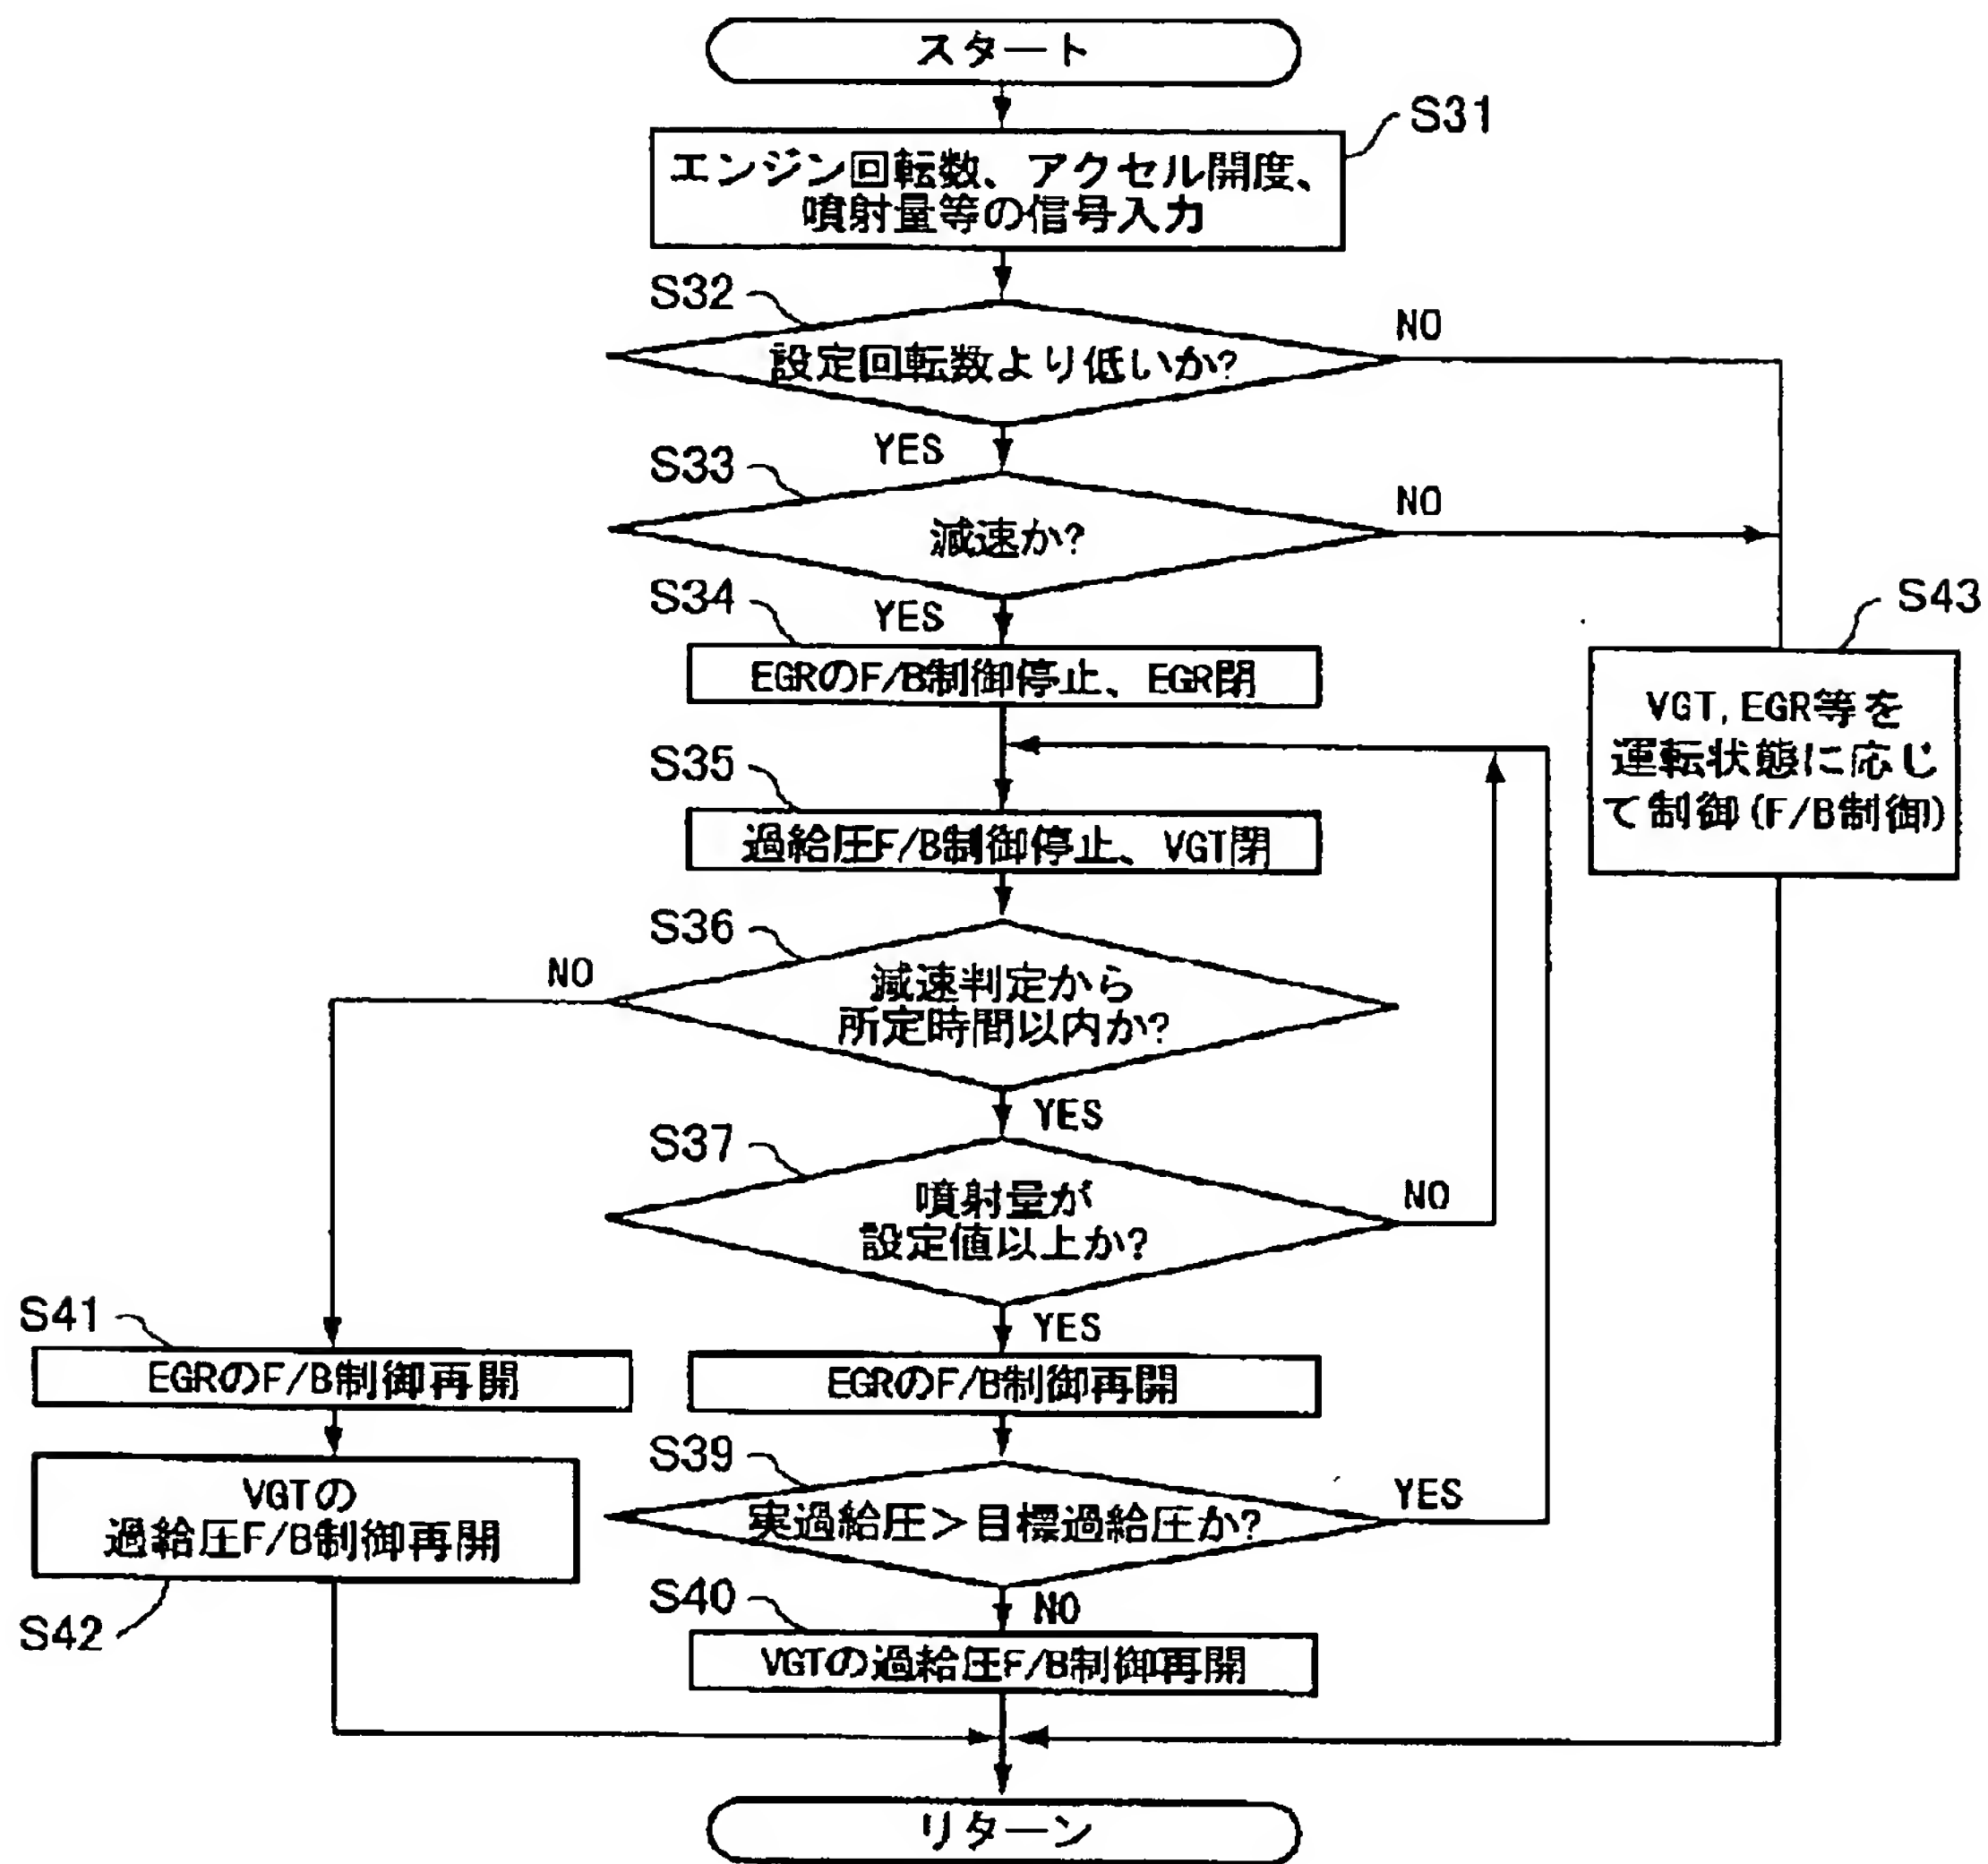 スタート
S31
エンジン回転数、アクセル開度、
噴射量等の信号入力
S32
設定回転数より低いか?
NO
YES
S33
減速か?
NO
YES
S34
EGRのF/B制御停止、EGR閉
S43
VGT,EGR等を
運転状態に応じ
て制御(F/B制御)
S35
過給圧F/B制御停止、VGT閉
S36
減速判定から
所定時間以内か?
NO
YES
S37
噴射量が
設定値以上か?
NO
YES
S41
EGRのF/B制御再開
EGRのF/B制御再開
S39
実過給圧>目標過給圧か?
YES
NO
VGTの
過給圧F/B制御再開
S42
S40
VGTの過給圧F/B制御再開
リターン